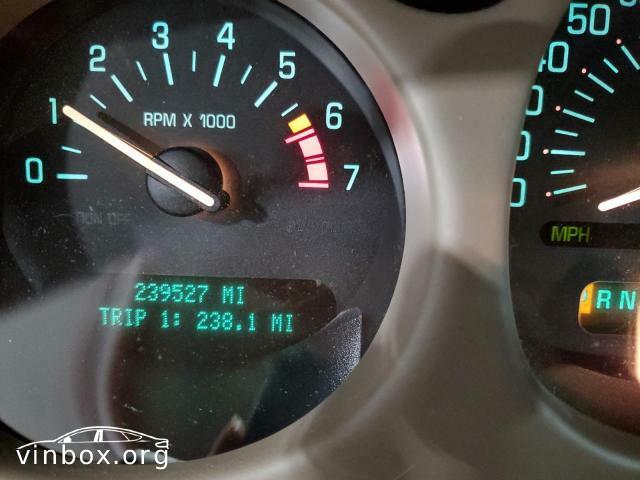 0 1 2 3 4 5 6 7
RPM X 1000
239527 MI
TRIP 1: 238.1 MI
50
40
MPH
P R N
vinbox.org